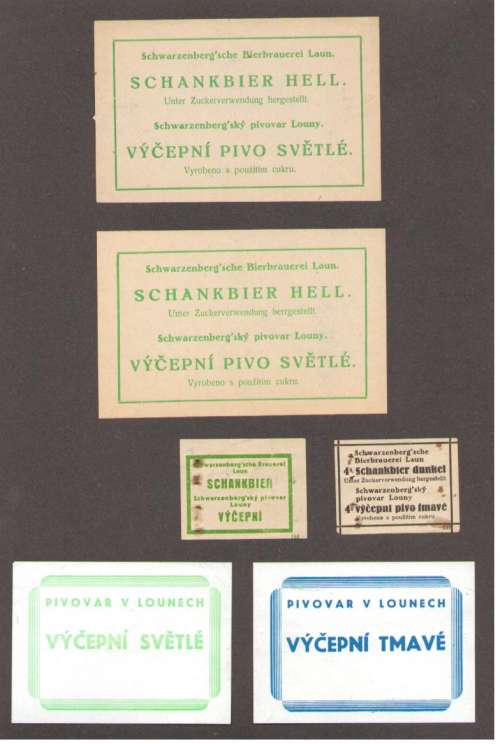 Schwarzenberg'sche Bierbrauerei Laun.
SCHANKBIER HELL.
Unter Zuckerverwendung hergestellt.
Schwarzenberg'ský pivovar Louny.
VÝČEPNÍ PIVO SVĚTLÉ.
Vyrobeno s použitím cukru.
Schwarzenberg'sche Bierbrauerei Laun.
SCHANKBIER HELL.
Unter Zuckerverwendung herrgestellt.
Schwarzenberg'ský pivovar Louny.
VÝČEPNÍ PIVO SVĚTLÉ.
Vyrobeno s použitím cukru.
Schwarzenberg'sche Brauerei
Laun
SCHANKBIER
Schwarzenberg'ský pivovar
Louny
VÝČEPNÍ
Schwarzenberg'sche
Bierbrauerei Laun
Schankbier dunkel
Unter Zuckerverwendung hergestellt
Schwarzenberg'ský
pivovar Louny
výčepní pivo tmavé
Vyrobeno s použitím cukru
PIVOVAR V LOUNECH
VÝČEPNÍ SVĚTLÉ
PIVOVAR V LOUNECH
VÝČEPNÍ TMAVÉ